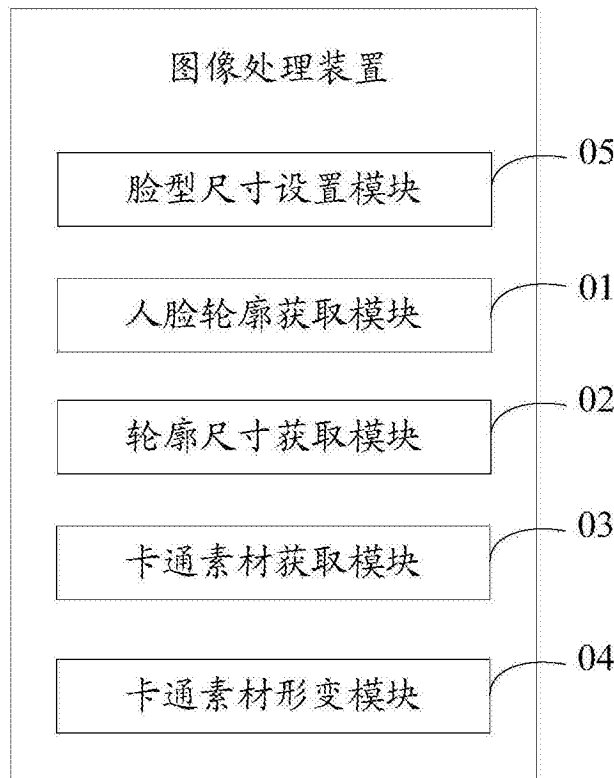 图像处理装置
脸型尺寸设置模块 05
人脸轮廓获取模块 01
轮廓尺寸获取模块 02
卡通素材获取模块 03
卡通素材形变模块 04